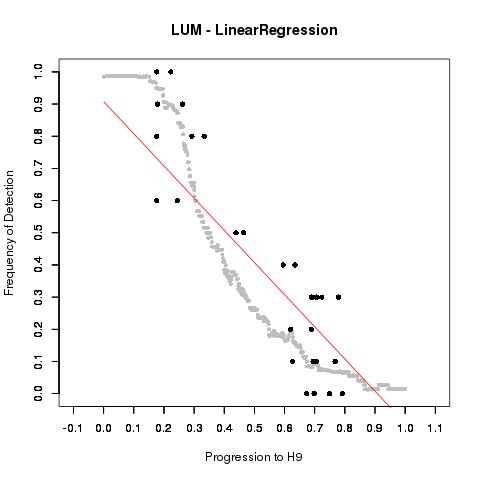 LUM - LinearRegression
Frequency of Detection
1.0
0.9
0.8
0.7
0.6
0.5
0.4
0.3
0.2
0.1
0.0
-0.1 0.0 0.1 0.2 0.3 0.4 0.5 0.6 0.7 0.8 0.9 1.0 1.1
Progression to H9